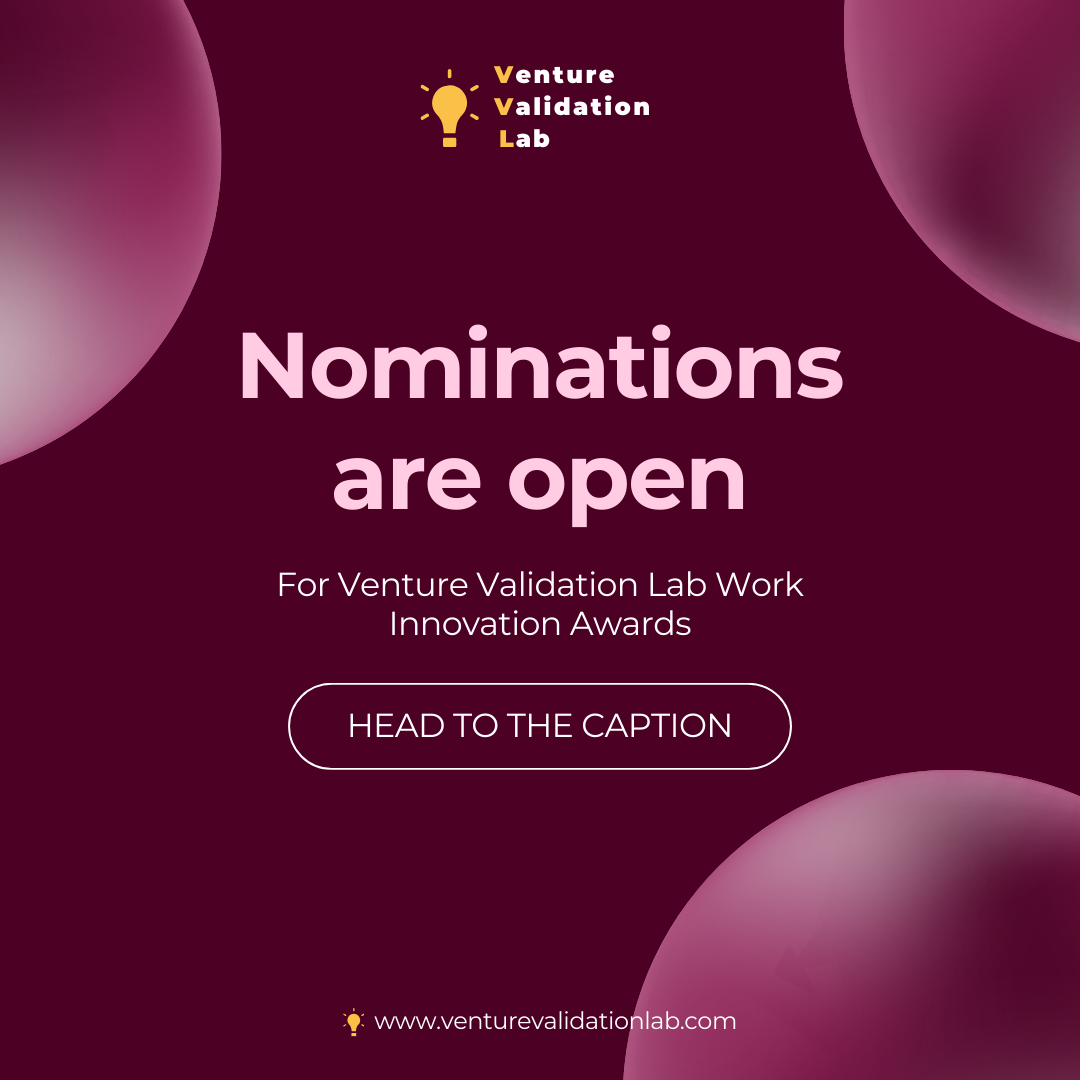 Venture
Validation
Lab
Nominations
are open
For Venture Validation Lab Work
Innovation Awards
HEAD TO THE CAPTION
www.venturevalidationlab.com